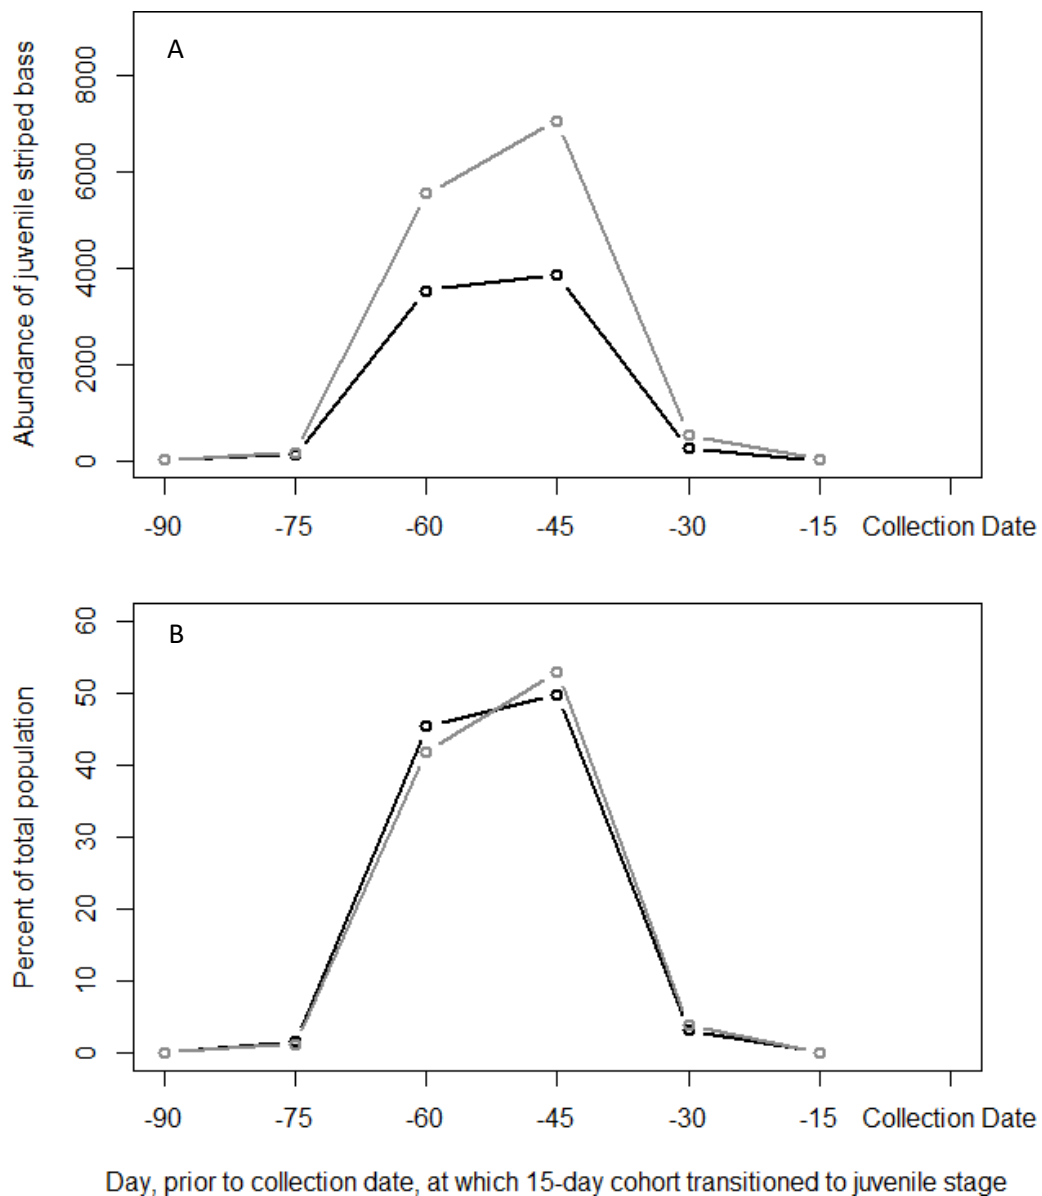 A
Abundance of juvenile striped bass
8000
6000
4000
2000
0
-90 -75 -60 -45 -30 -15 Collection Date
B
Percent of total population
60
50
40
30
20
10
0
-90 -75 -60 -45 -30 -15 Collection Date
Day, prior to collection date, at which 15-day cohort transitioned to juvenile stage